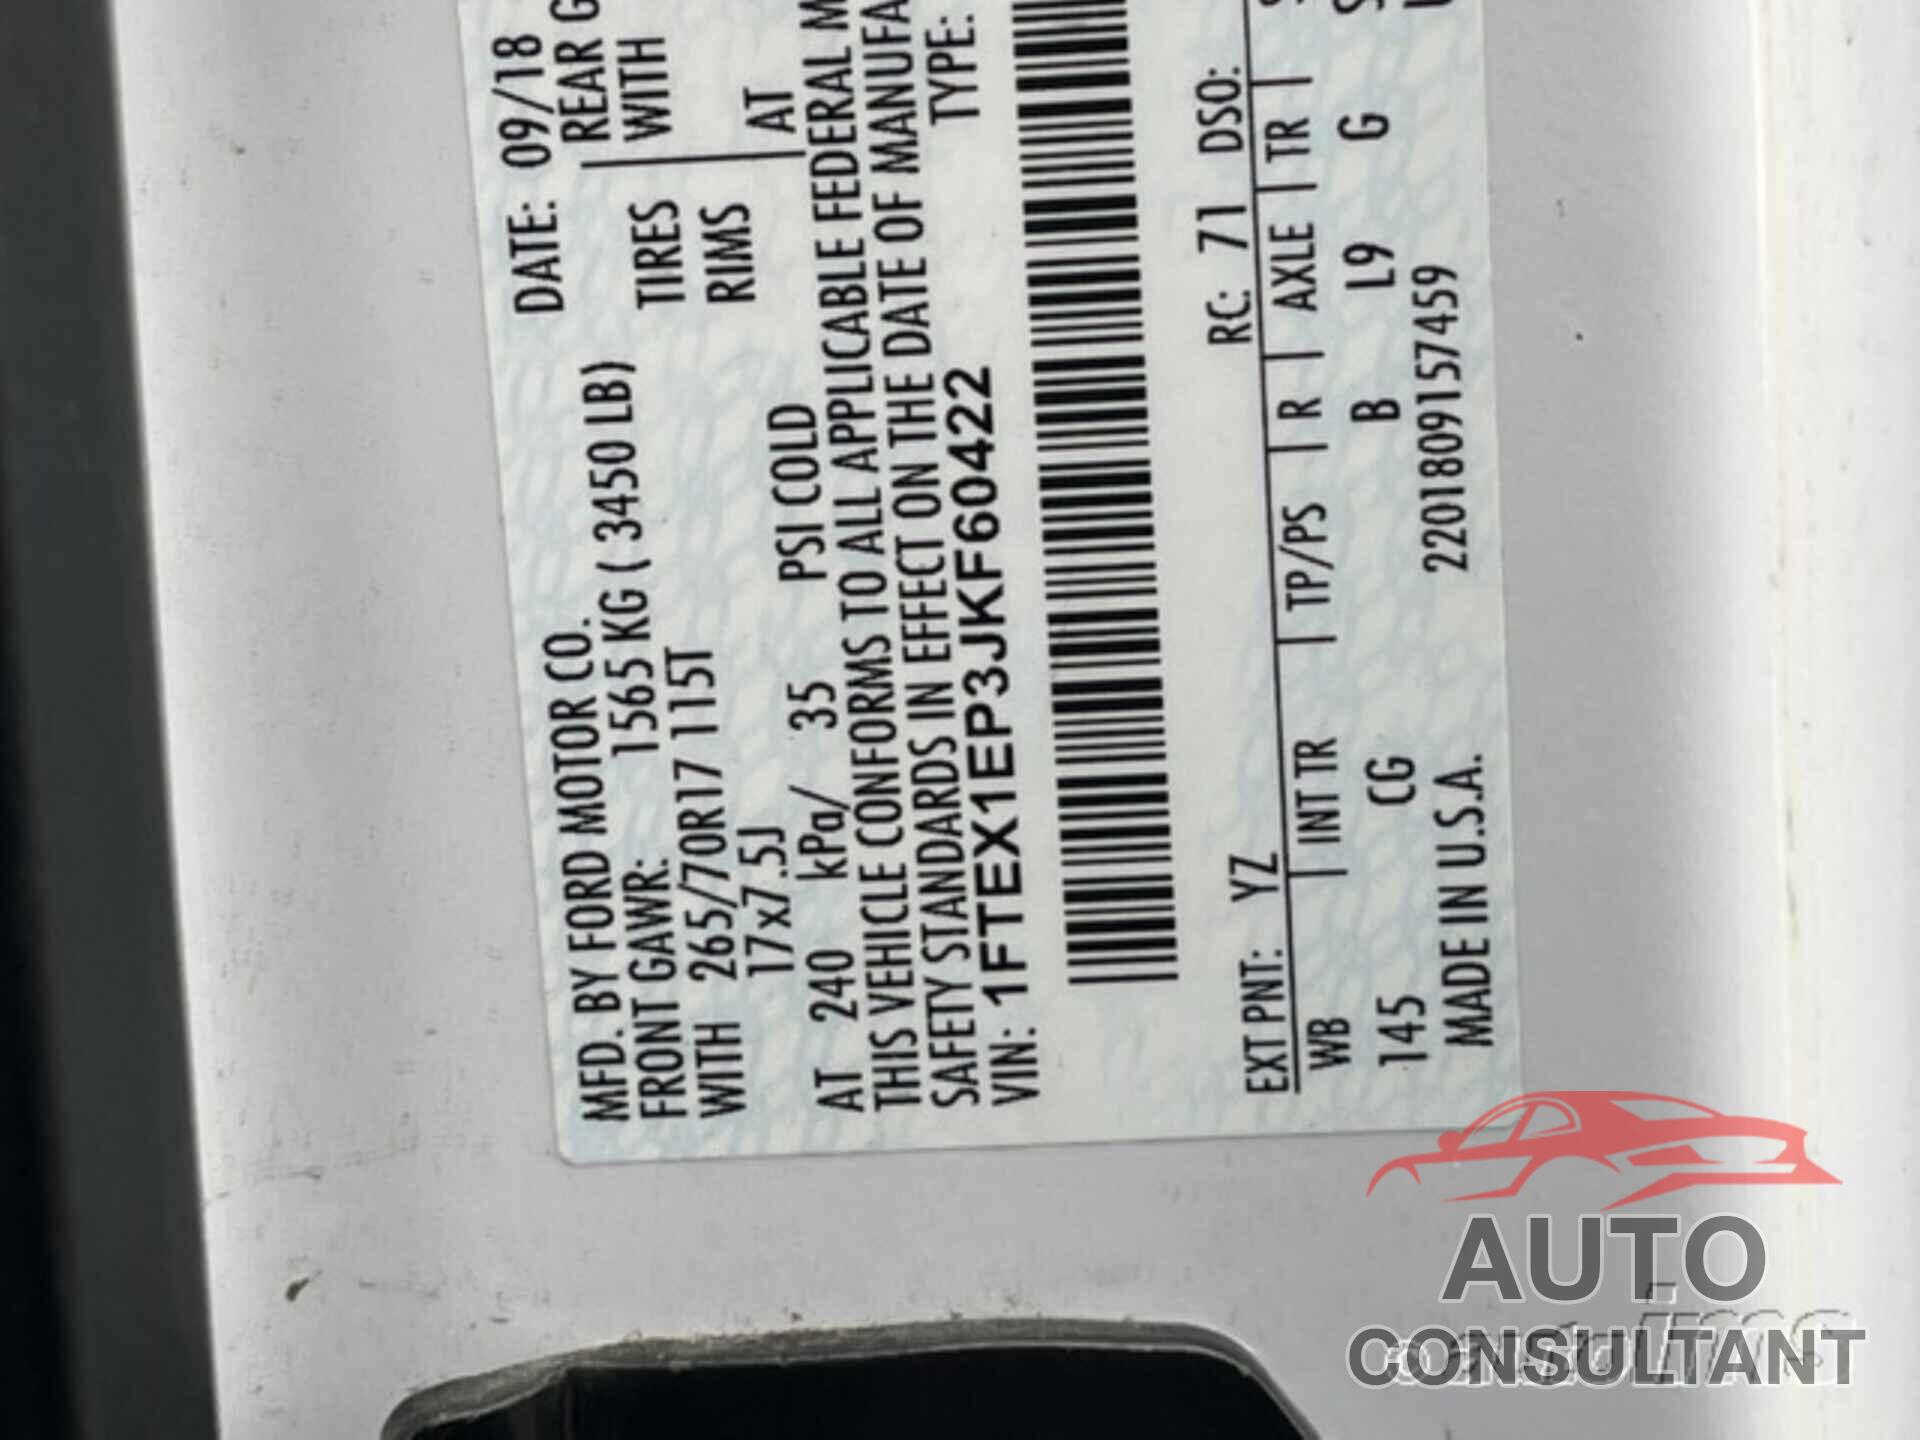 MFD. BY FORD MOTOR CO. DATE: 09/18
FRONT GAWR: 1565 KG ( 3450 LB) REAR G
WITH 265/70R17 115T TIRES WITH
17x7.5J RIMS
AT 240 kPa/ 35 PSI COLD AT
THIS VEHICLE CONFORMS TO ALL APPLICABLE FEDERAL M
SAFETY STANDARDS IN EFFECT ON THE DATE OF MANUFA
VIN: 1FTEX1EP3JKF60422 TYPE:
EXT PNT: YZ RC: 71 DSO:
WB INT TR TP/PS R AXLE TR S
145 CG B L9 G S
MADE IN U.S.A. 2201809157459
AUTO
CONSULTANT